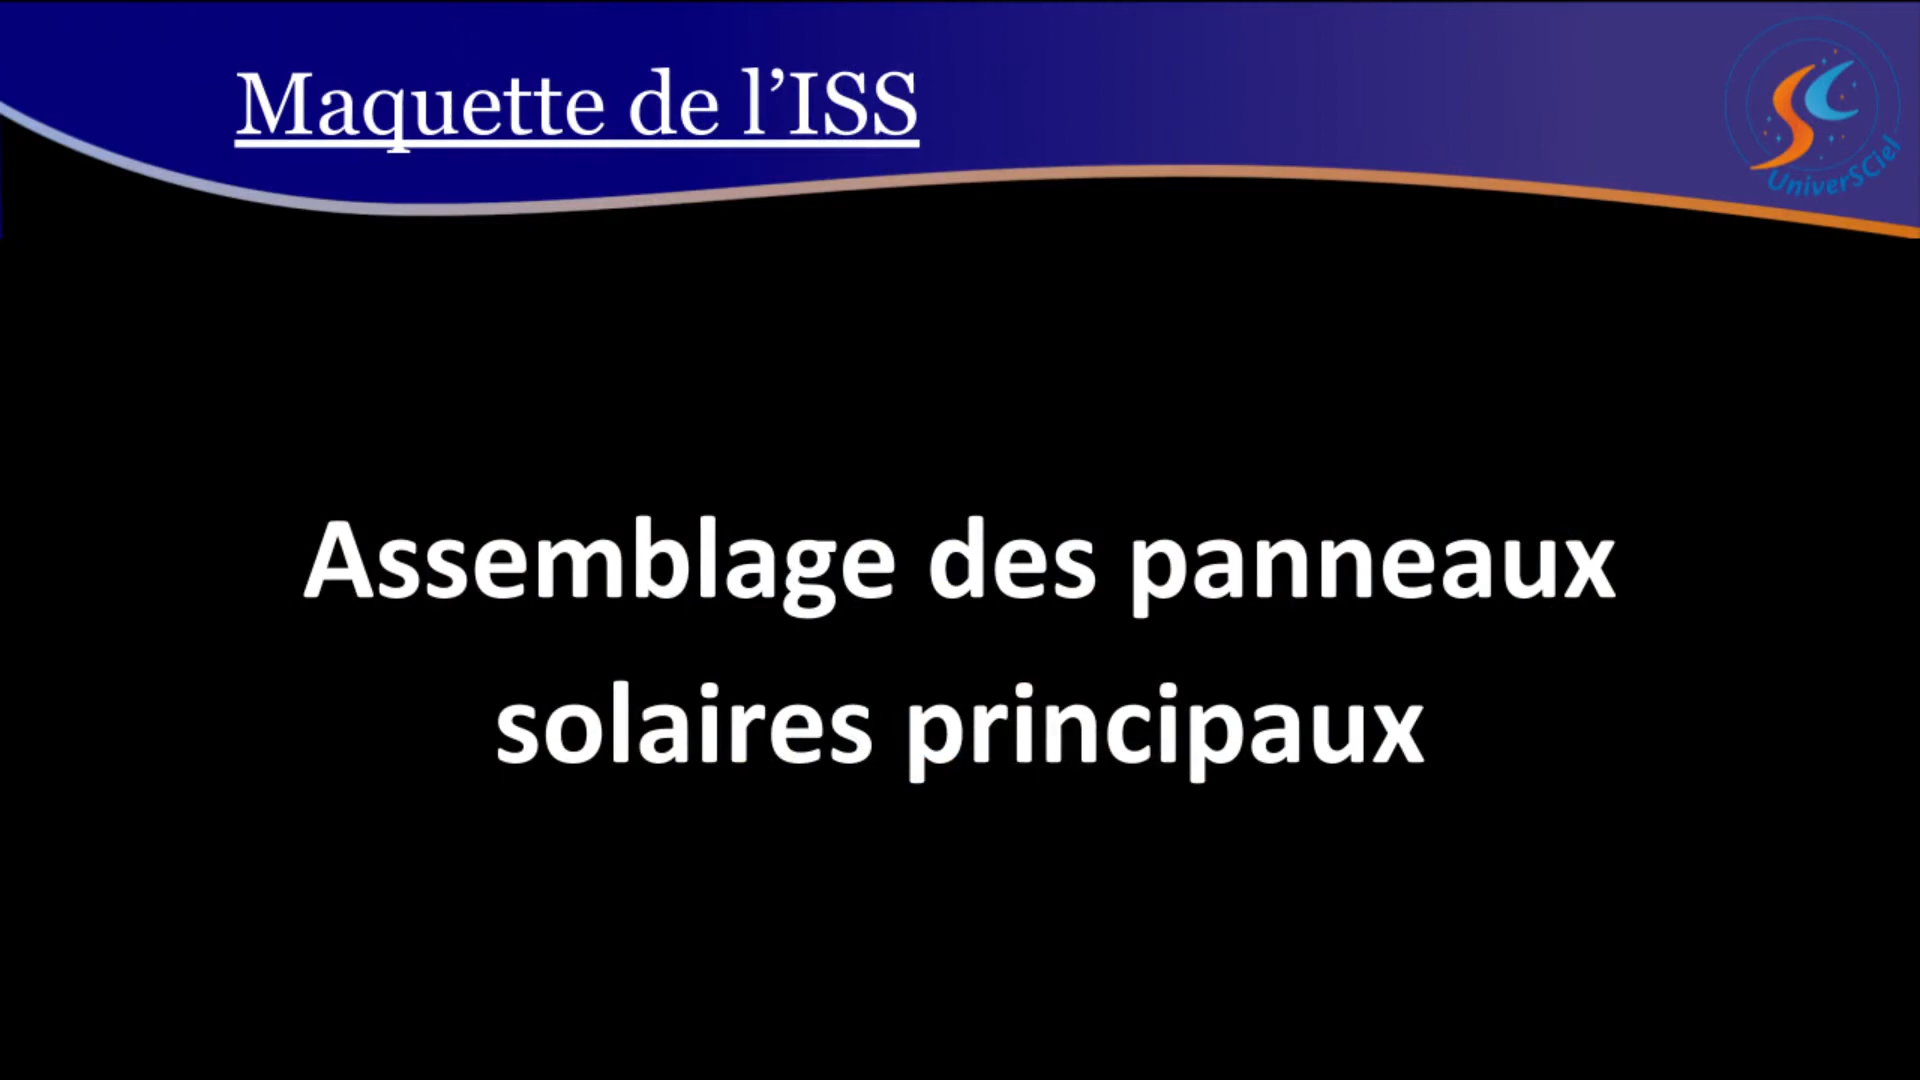 Maquette de l’ISS
UniverSCiel
Assemblage des panneaux
solaires principaux